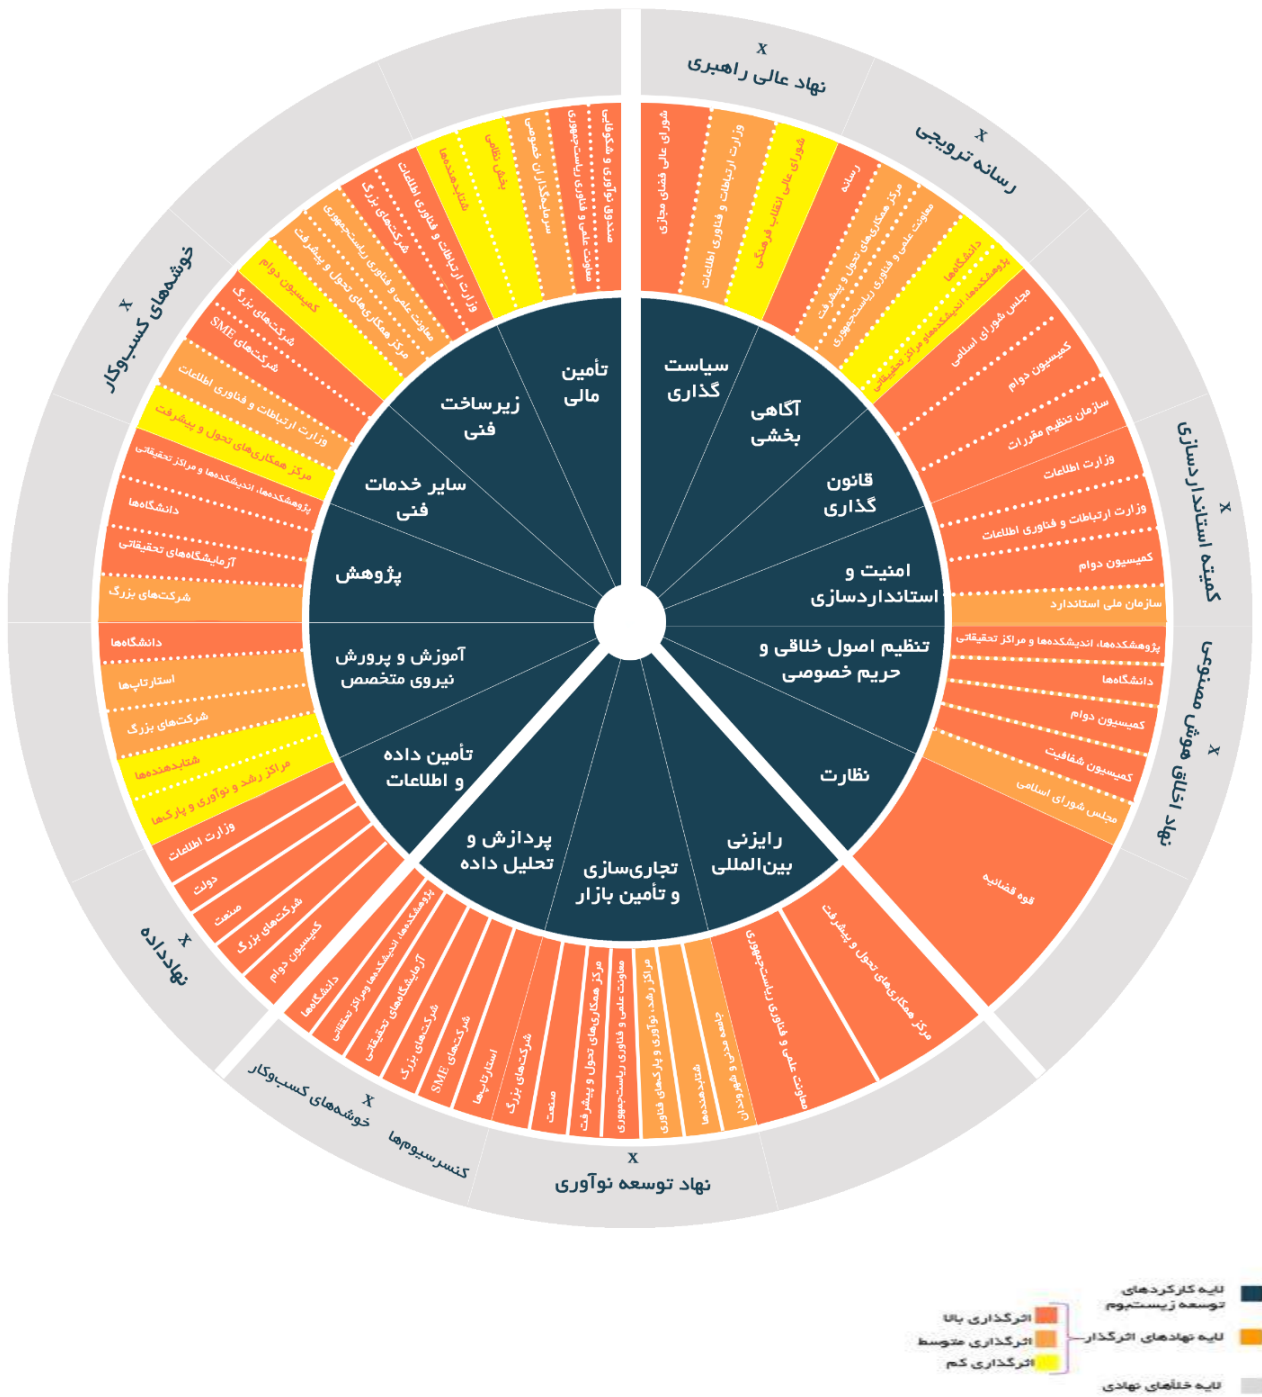 X
نهاد عالی راهبری
X
رسانه ترویجی
X
کمیته استانداردسازی
X
نهاد اخلاق هوش مصنوعی
X
نهاد توسعه نوآوری
X
کنسرسیوم‌ها خوشه‌های کسب‌وکار
X
نهاد داده
X
خوشه‌های کسب‌وکار
شورای عالی فضای مجازی
وزارت ارتباطات و فناوری اطلاعات
شورای عالی انقلاب فرهنگی
رسانه
مرکز همکاری‌های تحول و پیشرفت
معاونت علمی و فناوری ریاست‌جمهوری
دانشگاه‌ها
پژوهشکده‌ها، اندیشکده‌ها و مراکز تحقیقاتی
مجلس شورای اسلامی
کمیسیون دوام
سازمان تنظیم مقررات
وزارت اطلاعات
وزارت ارتباطات و فناوری اطلاعات
کمیسیون دوام
سازمان ملی استاندارد
پژوهشکده‌ها، اندیشکده‌ها و مراکز تحقیقاتی
دانشگاه‌ها
کمیسیون دوام
کمیسیون شفافیت
مجلس شورای اسلامی
قوه قضائیه
مرکز همکاری‌های تحول و پیشرفت
معاونت علمی و فناوری ریاست‌جمهوری
جامعه مدنی و شهروندان
شتابدهنده‌ها
مراکز رشد، نوآوری و پارک‌های فناوری
معاونت علمی و فناوری ریاست‌جمهوری
مرکز همکاری‌های تحول و پیشرفت
صنعت
شرکت‌های بزرگ
استارتاپ‌ها
شرکت‌های SME
شرکت‌های بزرگ
آزمایشگاه‌های تحقیقاتی
پژوهشکده‌ها، اندیشکده‌ها ومراکز تحقیقاتی
دانشگاه‌ها
کمیسیون دوام
شرکت‌های بزرگ
صنعت
دولت
وزارت اطلاعات
مراکز رشد و نوآوری و پارک‌ها
شتابدهنده‌ها
شرکت‌های بزرگ
استارتاپ‌ها
دانشگاه‌ها
شرکت‌های بزرگ
آزمایشگاه‌های تحقیقاتی
دانشگاه‌ها
پژوهشکده‌ها، اندیشکده‌ها و مراکز تحقیقاتی
مرکز همکاری‌های تحول و پیشرفت
وزارت ارتباطات و فناوری اطلاعات
شرکت‌های SME
شرکت‌های بزرگ
کمیسیون دوام
مرکز همکاری‌های تحول و پیشرفت
معاونت علمی و فناوری ریاست‌جمهوری
شرکت‌های بزرگ
وزارت ارتباطات و فناوری اطلاعات
شتابدهنده‌ها
بخش نظامی
سرمایه‌گذاران خصوصی
معاونت علمی و فناوری ریاست‌جمهوری
صندوق نوآوری و شکوفایی
سیاست
گذاری
آگاهی
بخشی
قانون
گذاری
امنیت و
استانداردسازی
تنظیم اصول خلاقی و
حریم خصوصی
نظارت
رایزنی
بین‌المللی
تجاری‌سازی
و تأمین بازار
پردازش و
تحلیل داده
تأمین داده
و اطلاعات
آموزش و پرورش
نیروی متخصص
پژوهش
سایر خدمات
فنی
زیرساخت
فنی
تأمین
مالی
لایه کارکردهای
توسعه زیست‌بوم
لایه نهادهای اثرگذار
اثرگذاری بالا
اثرگذاری متوسط
اثرگذاری کم
لایه خلأهای نهادی